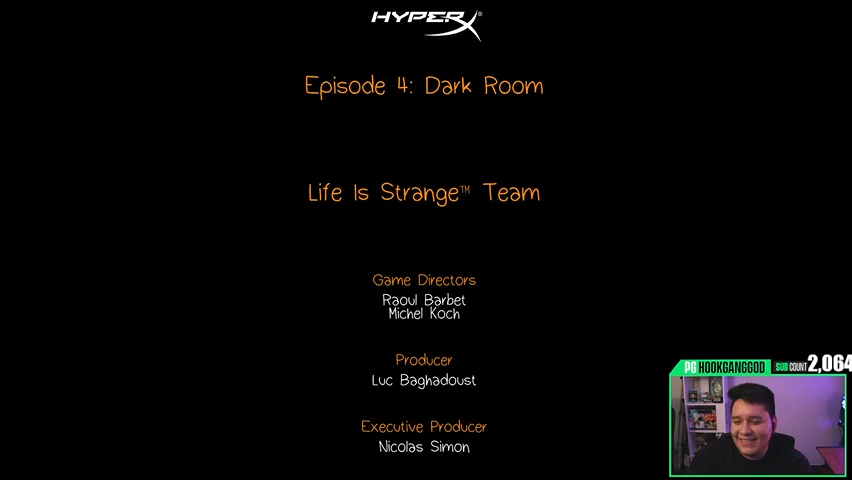 HYPERX
Episode 4: Dark Room
Life Is Strange™ Team
Game Directors
Raoul Barbet
Michel Koch
Producer
Luc Baghadoust
Executive Producer
Nicolas Simon
PG HOOKGANGGOD
SUB COUNT 2,064